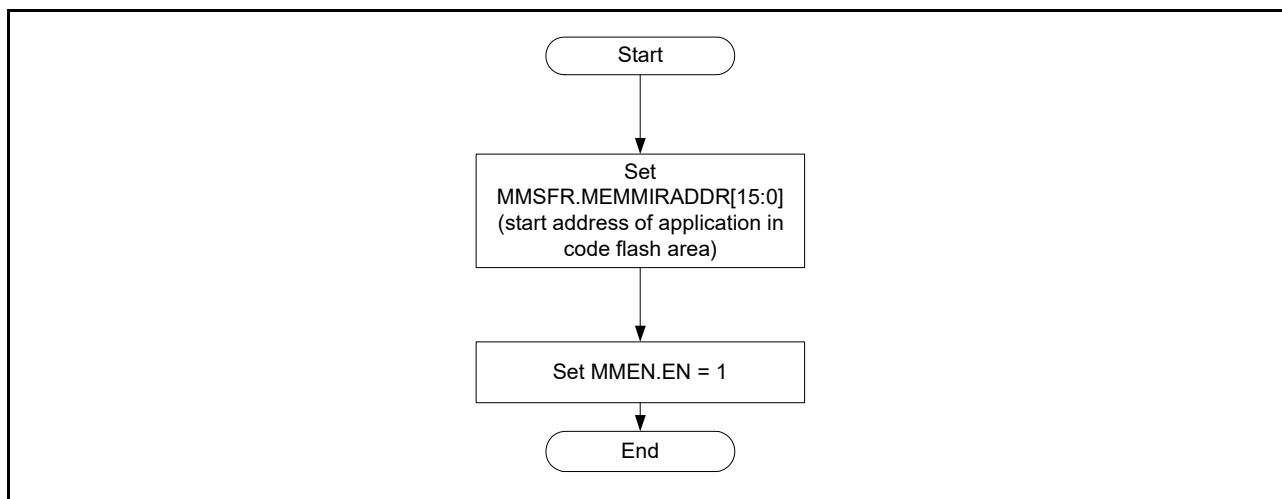 Start
Set
MMSFR.MEMMIRADDR[15:0]
(start address of application in
code flash area)
Set MMEN.EN = 1
End